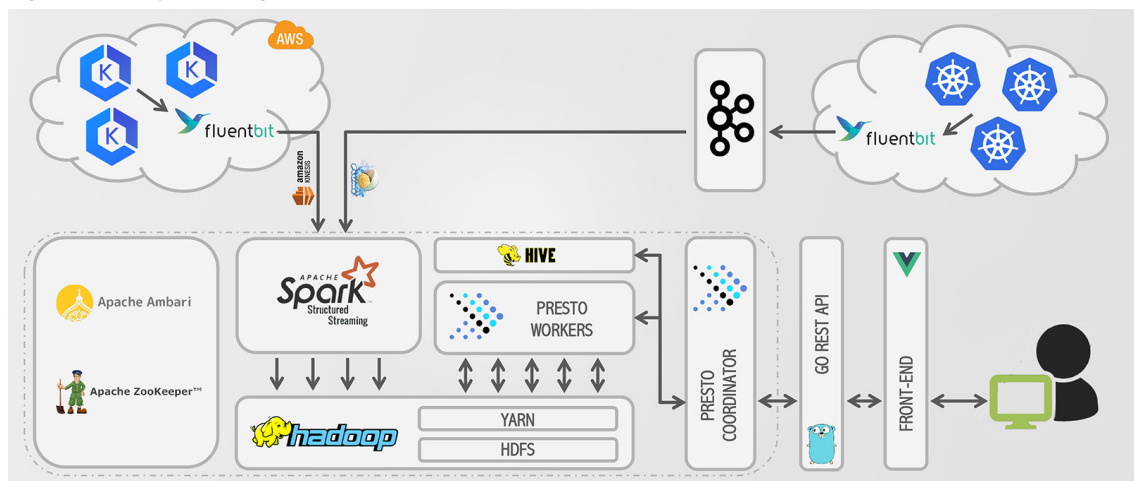 AWS
K
K
K
fluentbit
fluentbit
amazon
KINESIS
HIVE
APACHE
Spark™
Structured
Streaming
PRESTO
WORKERS
Apache Ambari
Apache ZooKeeper™
hadoop
YARN
HDFS
PRESTO
COORDINATOR
GO REST API
FRONT-END